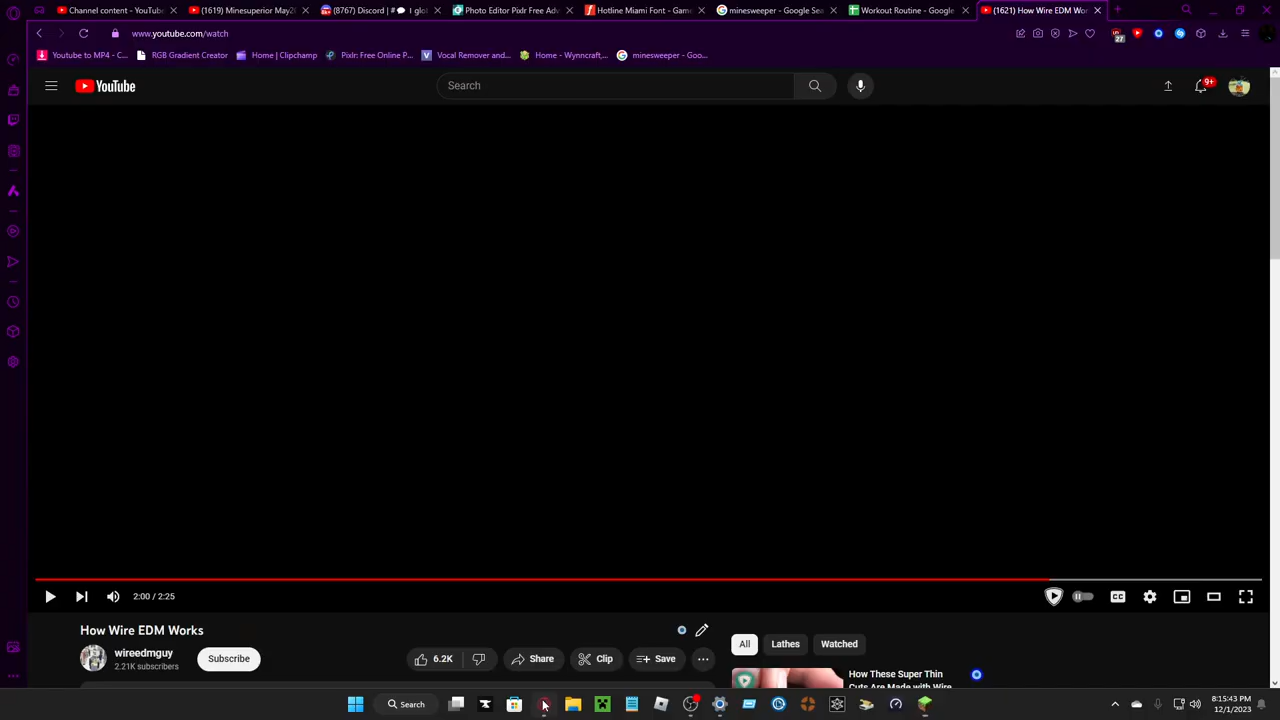 Channel content - YouTube
(1619) Minesuperior May20
(8767) Discord | #
Photo Editor Pixlr Free Adv
Hotline Miami Font - Gam
minesweeper - Google Sea
Workout Routine - Google
(1621) How Wire EDM Wor
www.youtube.com/watch
27
Youtube to MP4 - C...
RGB Gradient Creator
Home | Clipchamp
Pixlr: Free Online P...
Vocal Remover and...
Home - Wynncraft,...
minesweeper - Goo...
YouTube
Search
9+
2:00 / 2:25
CC
How Wire EDM Works
wireedmguy
2.21K subscribers
Subscribe
6.2K
Share
Clip
Save
All
Lathes
Watched
How These Super Thin
Cuts Are Made with Wire
Search
8:15:43 PM
12/1/2023